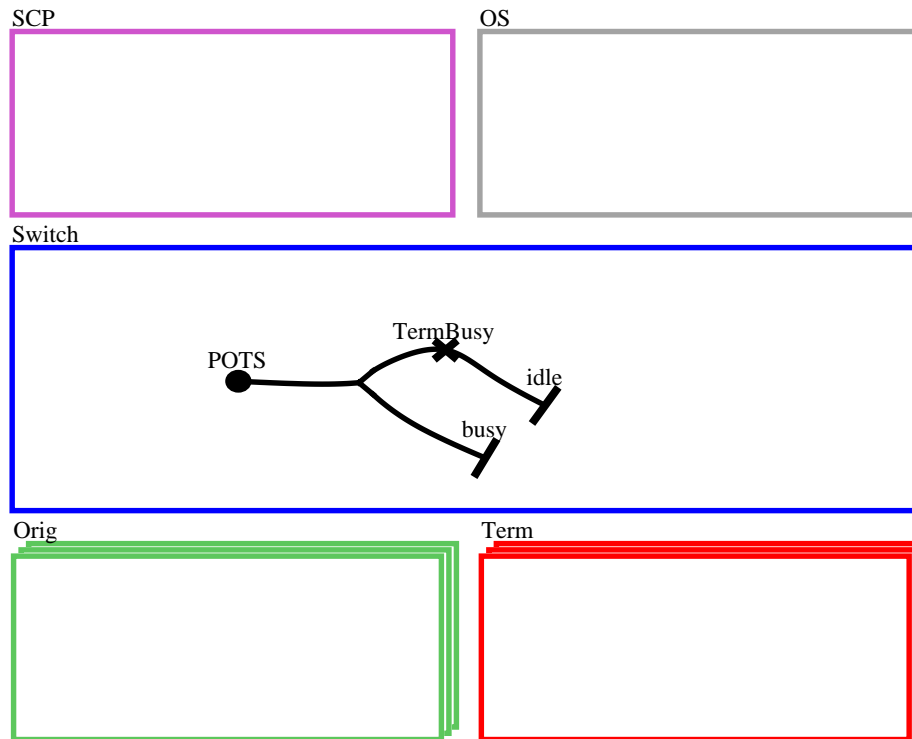 SCP
OS
Switch
TermBusy
POTS
idle
busy
Orig
Term